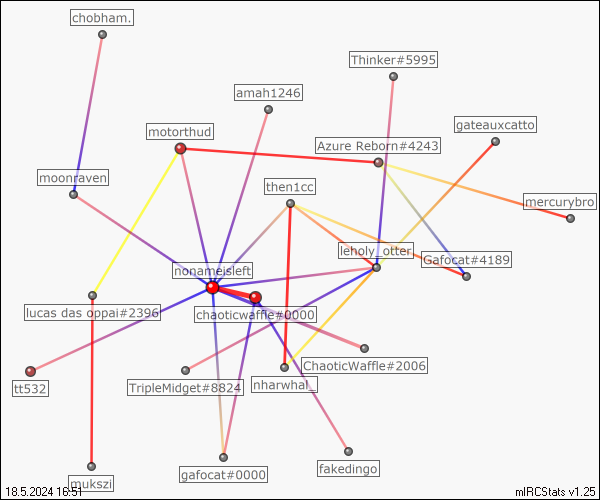 chobham.
Thinker#5995
amah1246
gateauxcatto
motorthud
Azure Reborn#4243
moonraven
then1cc
mercurybro
leholy_otter
Gafocat#4189
nonameisleft
lucas das oppai#2396
chaoticwaffle#0000
ChaoticWaffle#2006
tt532
TripleMidget#8824
nharwhal_
gafocat#0000
fakedingo
mukszi
18.5.2024 16:51
mIRCStats v1.25